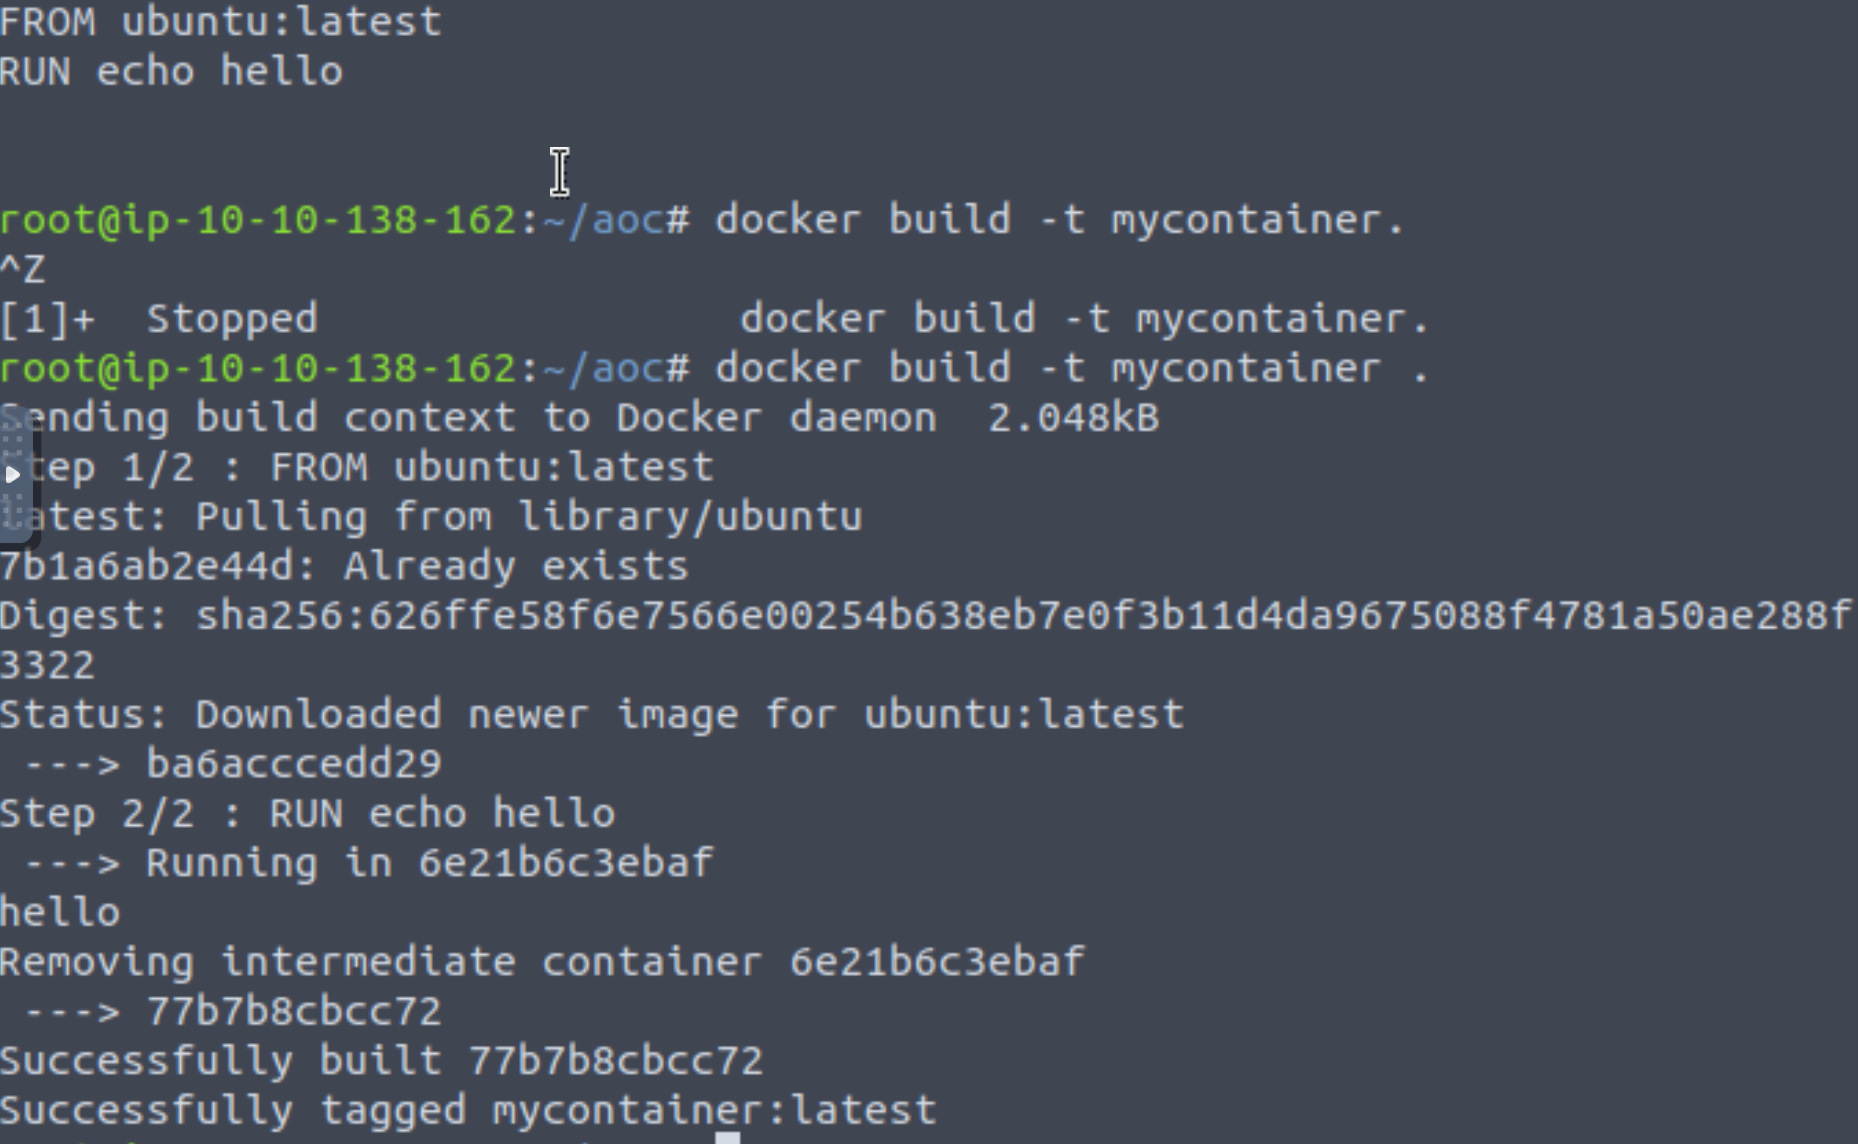 FROM ubuntu:latest
RUN echo hello
root@ip-10-10-138-162:~/aoc# docker build -t mycontainer.
^Z
[1]+  Stopped                 docker build -t mycontainer.
root@ip-10-10-138-162:~/aoc# docker build -t mycontainer .
Sending build context to Docker daemon  2.048kB
Step 1/2 : FROM ubuntu:latest
latest: Pulling from library/ubuntu
7b1a6ab2e44d: Already exists
Digest: sha256:626ffe58f6e7566e00254b638eb7e0f3b11d4da9675088f4781a50ae288f
3322
Status: Downloaded newer image for ubuntu:latest
 ---> ba6acccedd29
Step 2/2 : RUN echo hello
 ---> Running in 6e21b6c3ebaf
hello
Removing intermediate container 6e21b6c3ebaf
 ---> 77b7b8cbcc72
Successfully built 77b7b8cbcc72
Successfully tagged mycontainer:latest